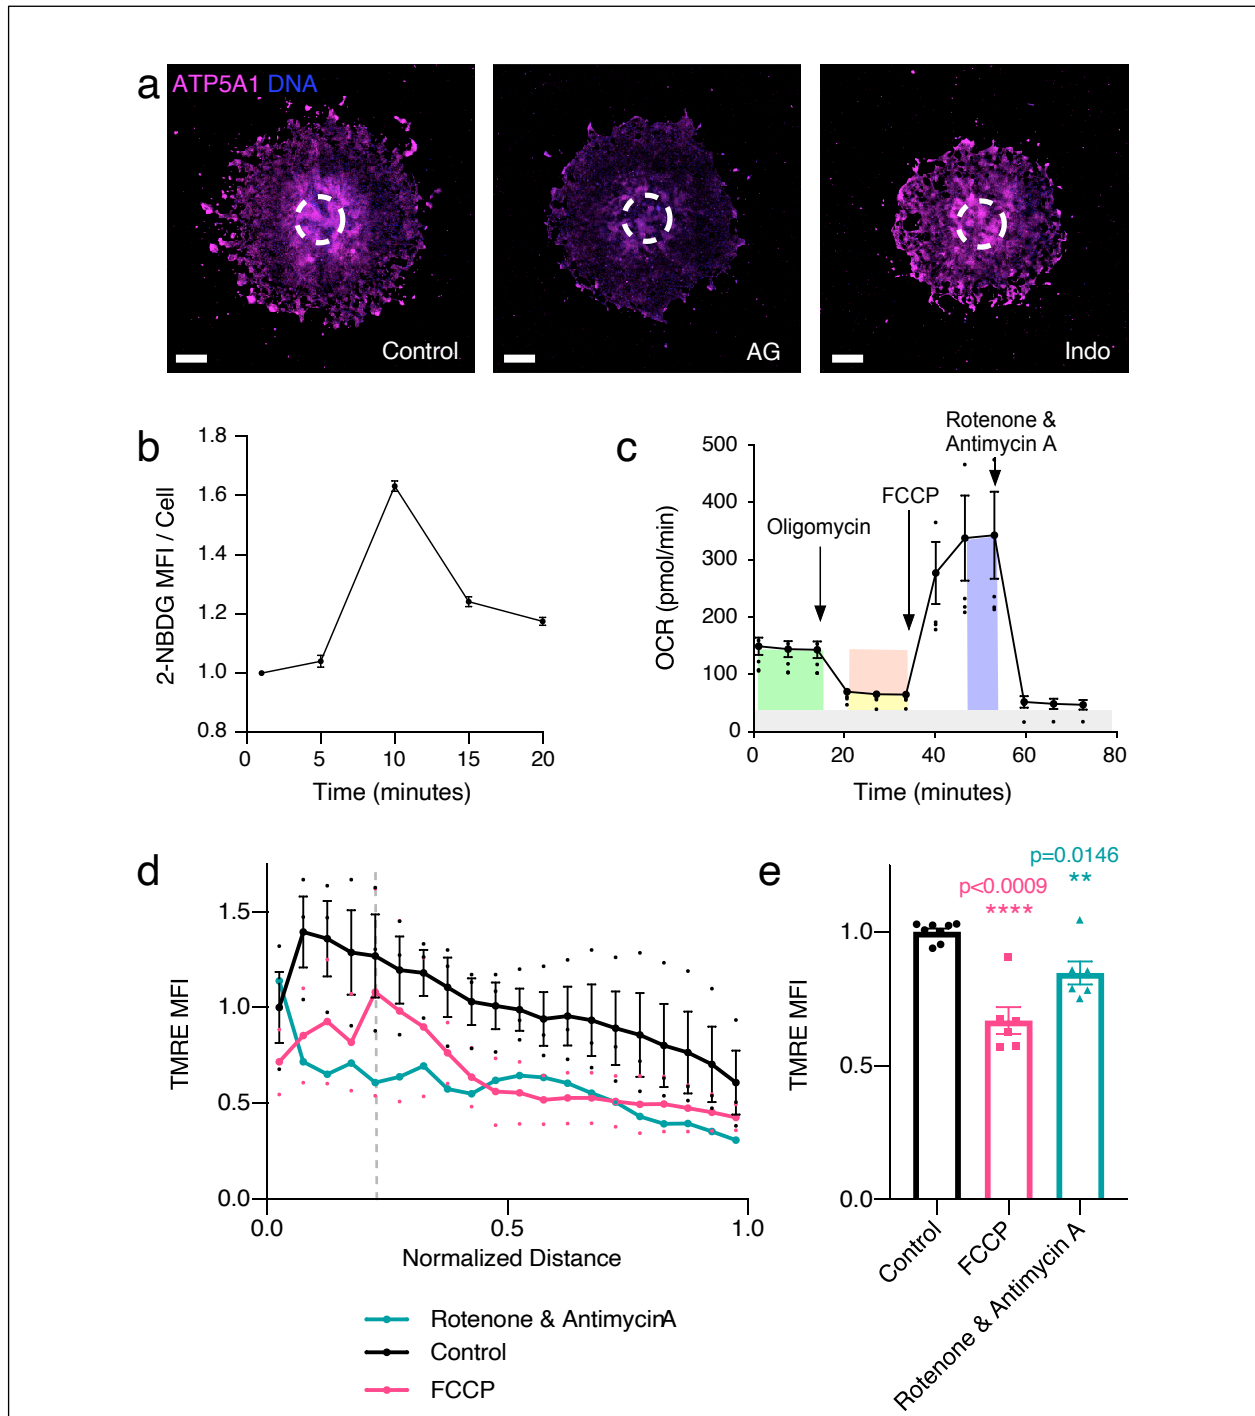 a
ATP5A1 DNA
Control
AG
Indo
b
1.8
1.6
1.4
1.2
1.0
0.8
2-NBDG MFI / Cell
0 5 10 15 20
Time (minutes)
c
500
400
300
200
100
0
OCR (pmol/min)
Oligomycin
FCCP
Rotenone &
Antimycin A
0 20 40 60 80
Time (minutes)
d
1.5
1.0
0.5
0.0
TMRE MFI
0.0 0.5 1.0
Normalized Distance
Rotenone & AntimycinA
Control
FCCP
e
p<0.0009
****
p=0.0146
**
1.0
0.5
0.0
TMRE MFI
Control
FCCP
Rotenone & Antimycin A